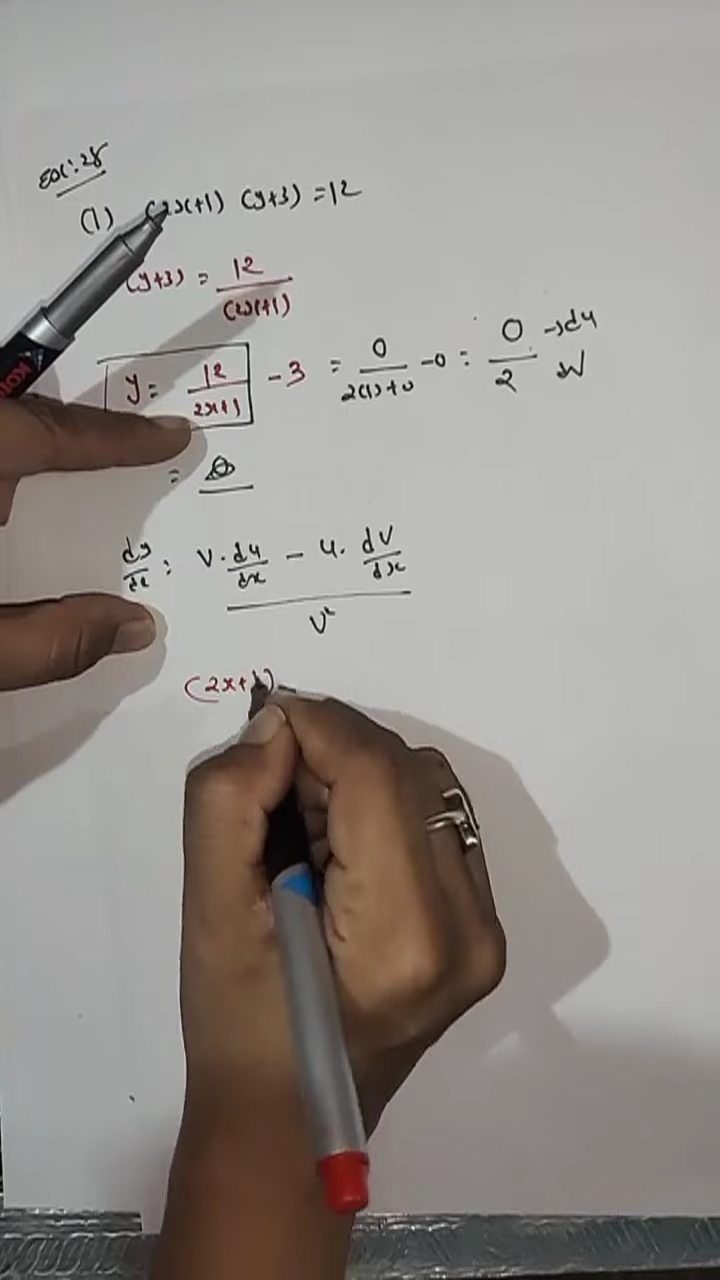 (1) (2x+1) (y+3) = 12
(y+3) = 12 / (2x+1)
y = 12 / 2x+1 - 3 = 0 / 2(1)+0 - 0 = 0 / 2 → du
=
dy/dx = V. du/dx - u. dV/dx / V²
(2x+1)